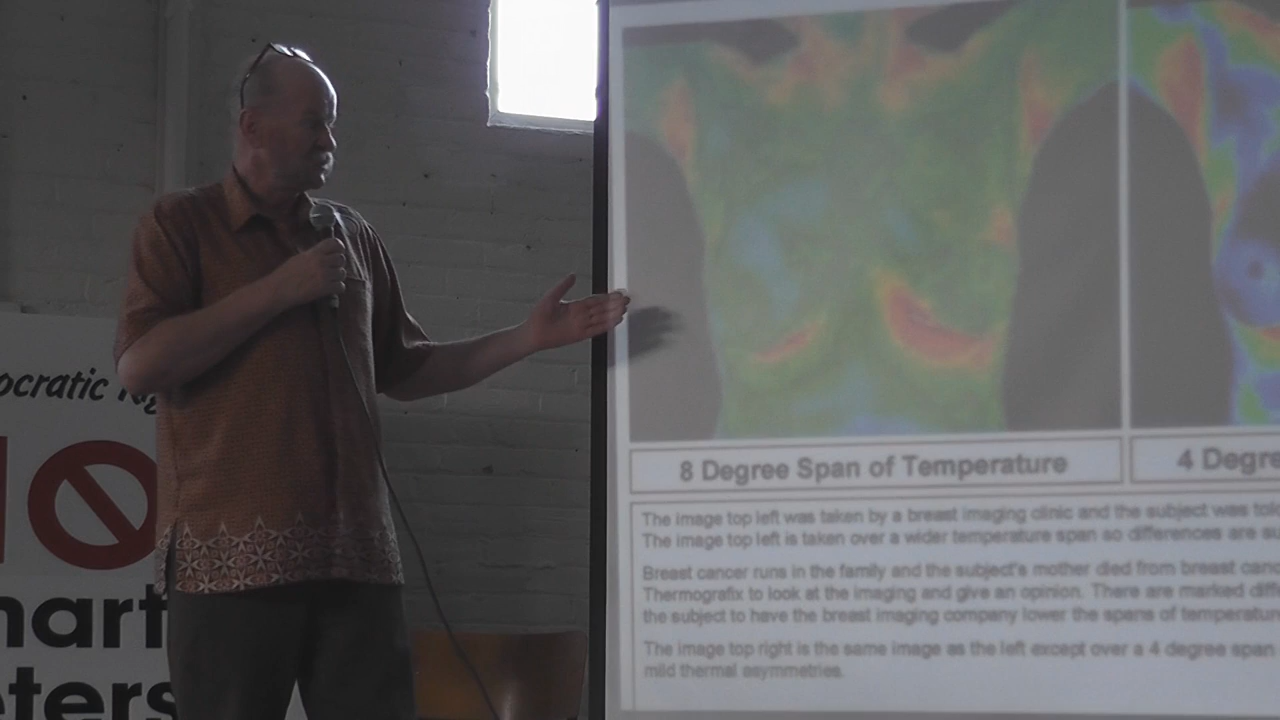 ocratic
NO
mart
eters
8 Degree Span of Temperature
4 Degre
The image top left was taken by a breast imaging clinic and the subject was tol
The image top left is taken over a wider temperature span so differences are su
Breast cancer runs in the family and the subject's mother died from breast canc
Thermografix to look at the imaging and give an opinion. There are marked diff
the subject to have the breast imaging company lower the spans of temperature
The image top right is the same image as the left except over a 4 degree span
mild thermal asymmetries.